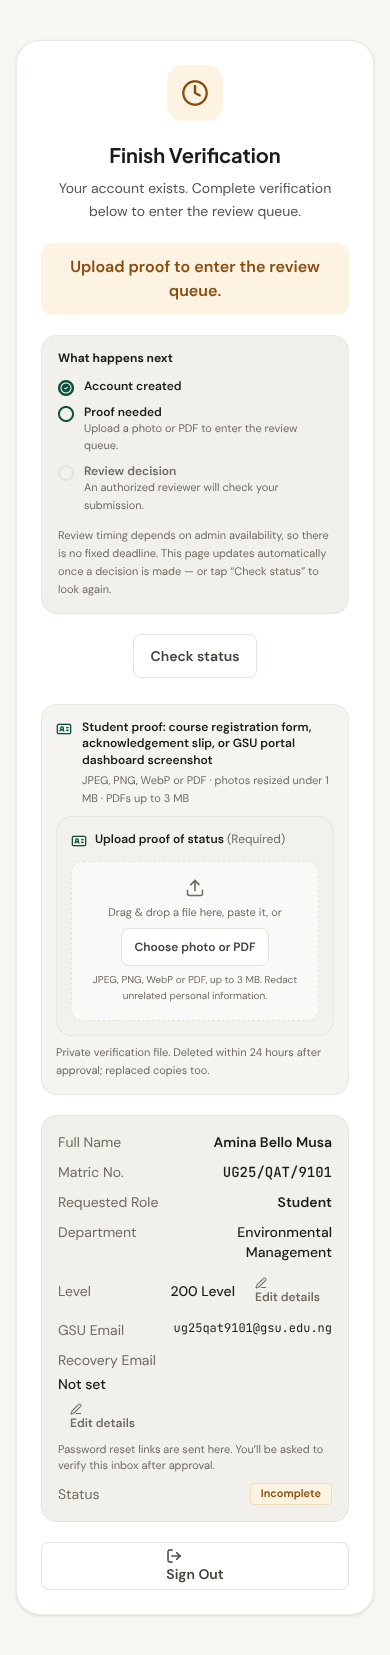 Finish Verification
Your account exists. Complete verification
below to enter the review queue.
Upload proof to enter the review
queue.
What happens next
Account created
Proof needed
Upload a photo or PDF to enter the review
queue.
Review decision
An authorized reviewer will check your
submission.
Review timing depends on admin availability, so there
is no fixed deadline. This page updates automatically
once a decision is made — or tap “Check status” to
look again.
Check status
Student proof: course registration form,
acknowledgement slip, or GSU portal
dashboard screenshot
JPEG, PNG, WebP or PDF · photos resized under 1
MB · PDFs up to 3 MB
Upload proof of status (Required)
Drag & drop a file here, paste it, or
Choose photo or PDF
JPEG, PNG, WebP or PDF, up to 3 MB. Redact
unrelated personal information.
Private verification file. Deleted within 24 hours after
approval; replaced copies too.
Full Name Amina Bello Musa
Matric No. UG25/QAT/9101
Requested Role Student
Department Environmental
Management
Level 200 Level Edit details
GSU Email ug25qat9101@gsu.edu.ng
Recovery Email
Not set
Edit details
Password reset links are sent here. You’ll be asked to
verify this inbox after approval.
Status Incomplete
Sign Out